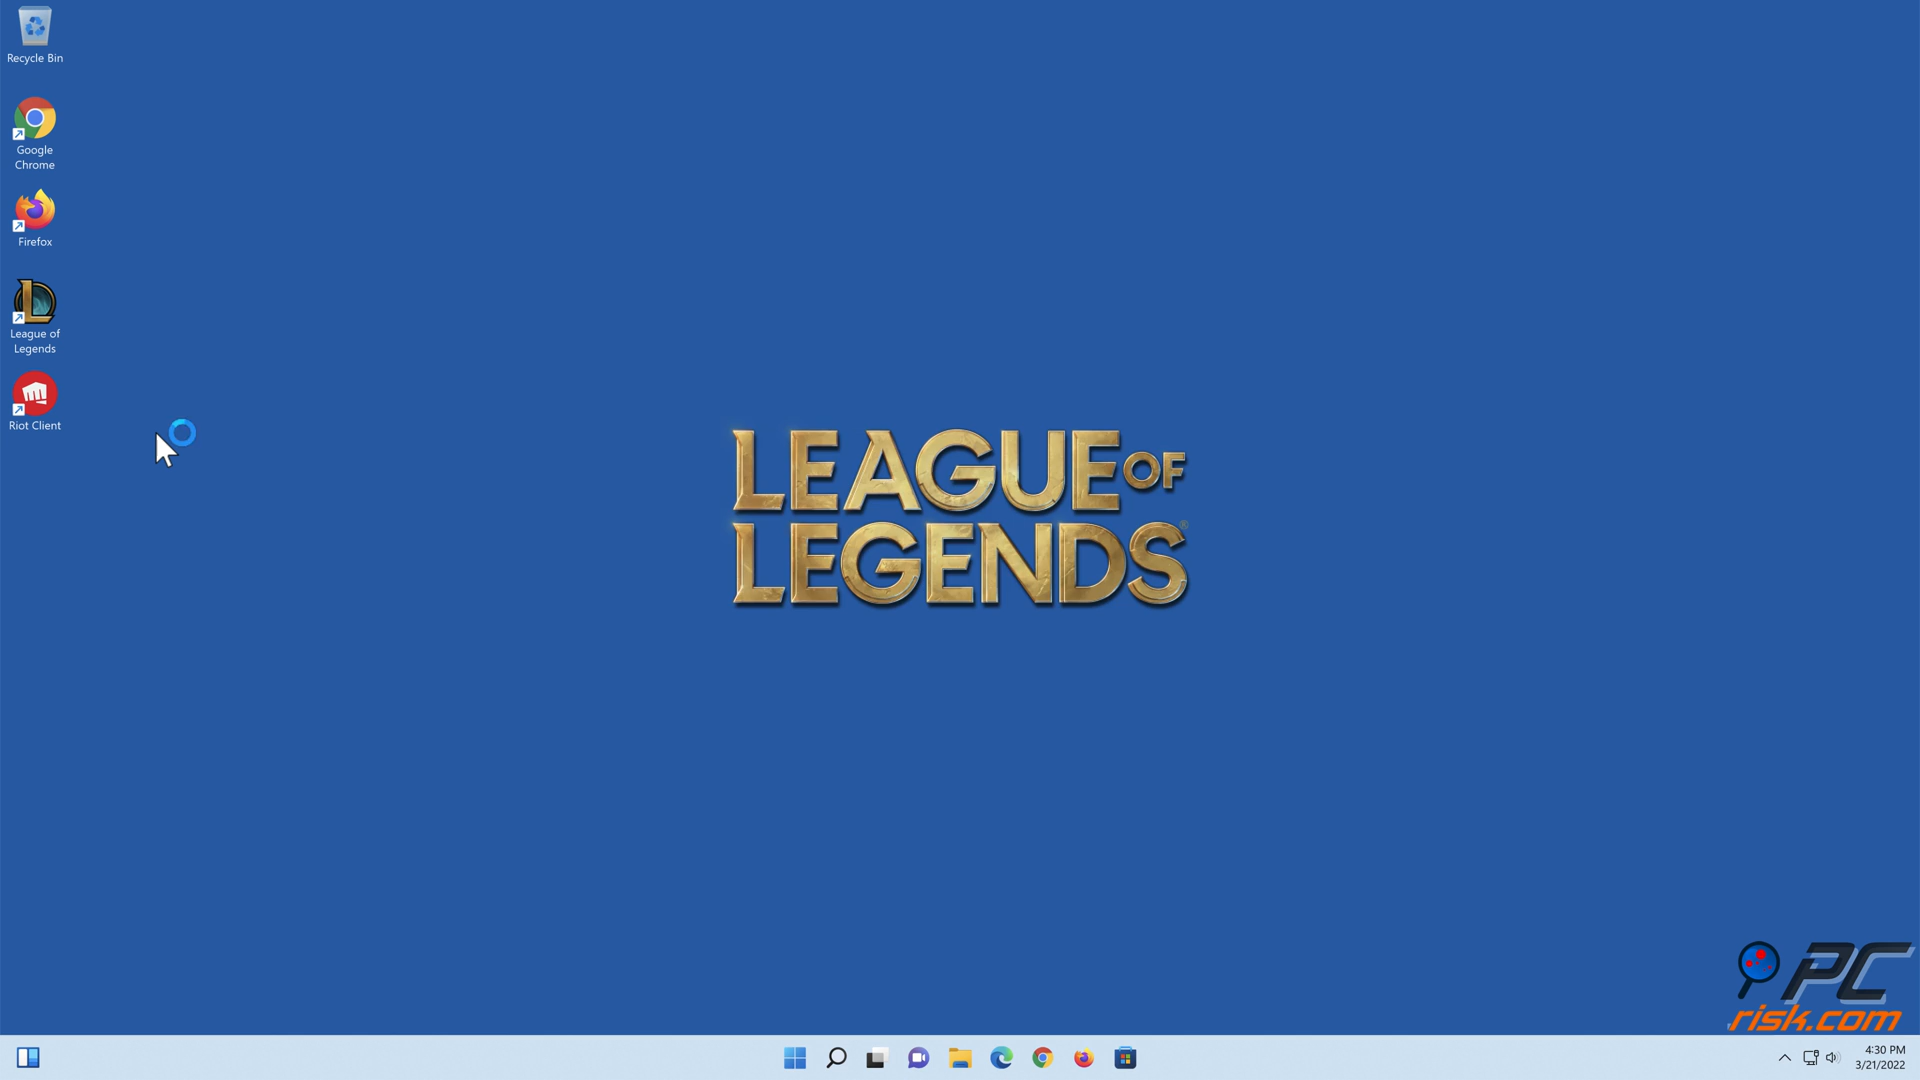 Recycle Bin
Google
Chrome
Firefox
League of
Legends
Riot Client
LEAGUE OF
LEGENDS®
PC
risk.com
4:30 PM
3/21/2022